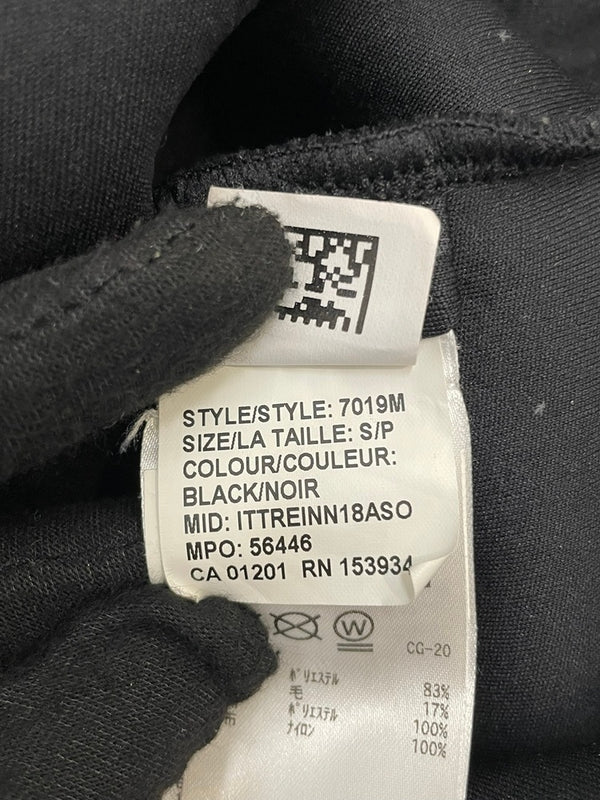 STYLE/STYLE: 7019M
SIZE/LA TAILLE: S/P
COLOUR/COULEUR:
BLACK/NOIR
MID: ITTREINN18ASO
MPO: 56446
CA 01201 RN 153934
W
CG-20
ポリエステル 83%
毛 17%
ポリエステル 100%
ナイロン 100%